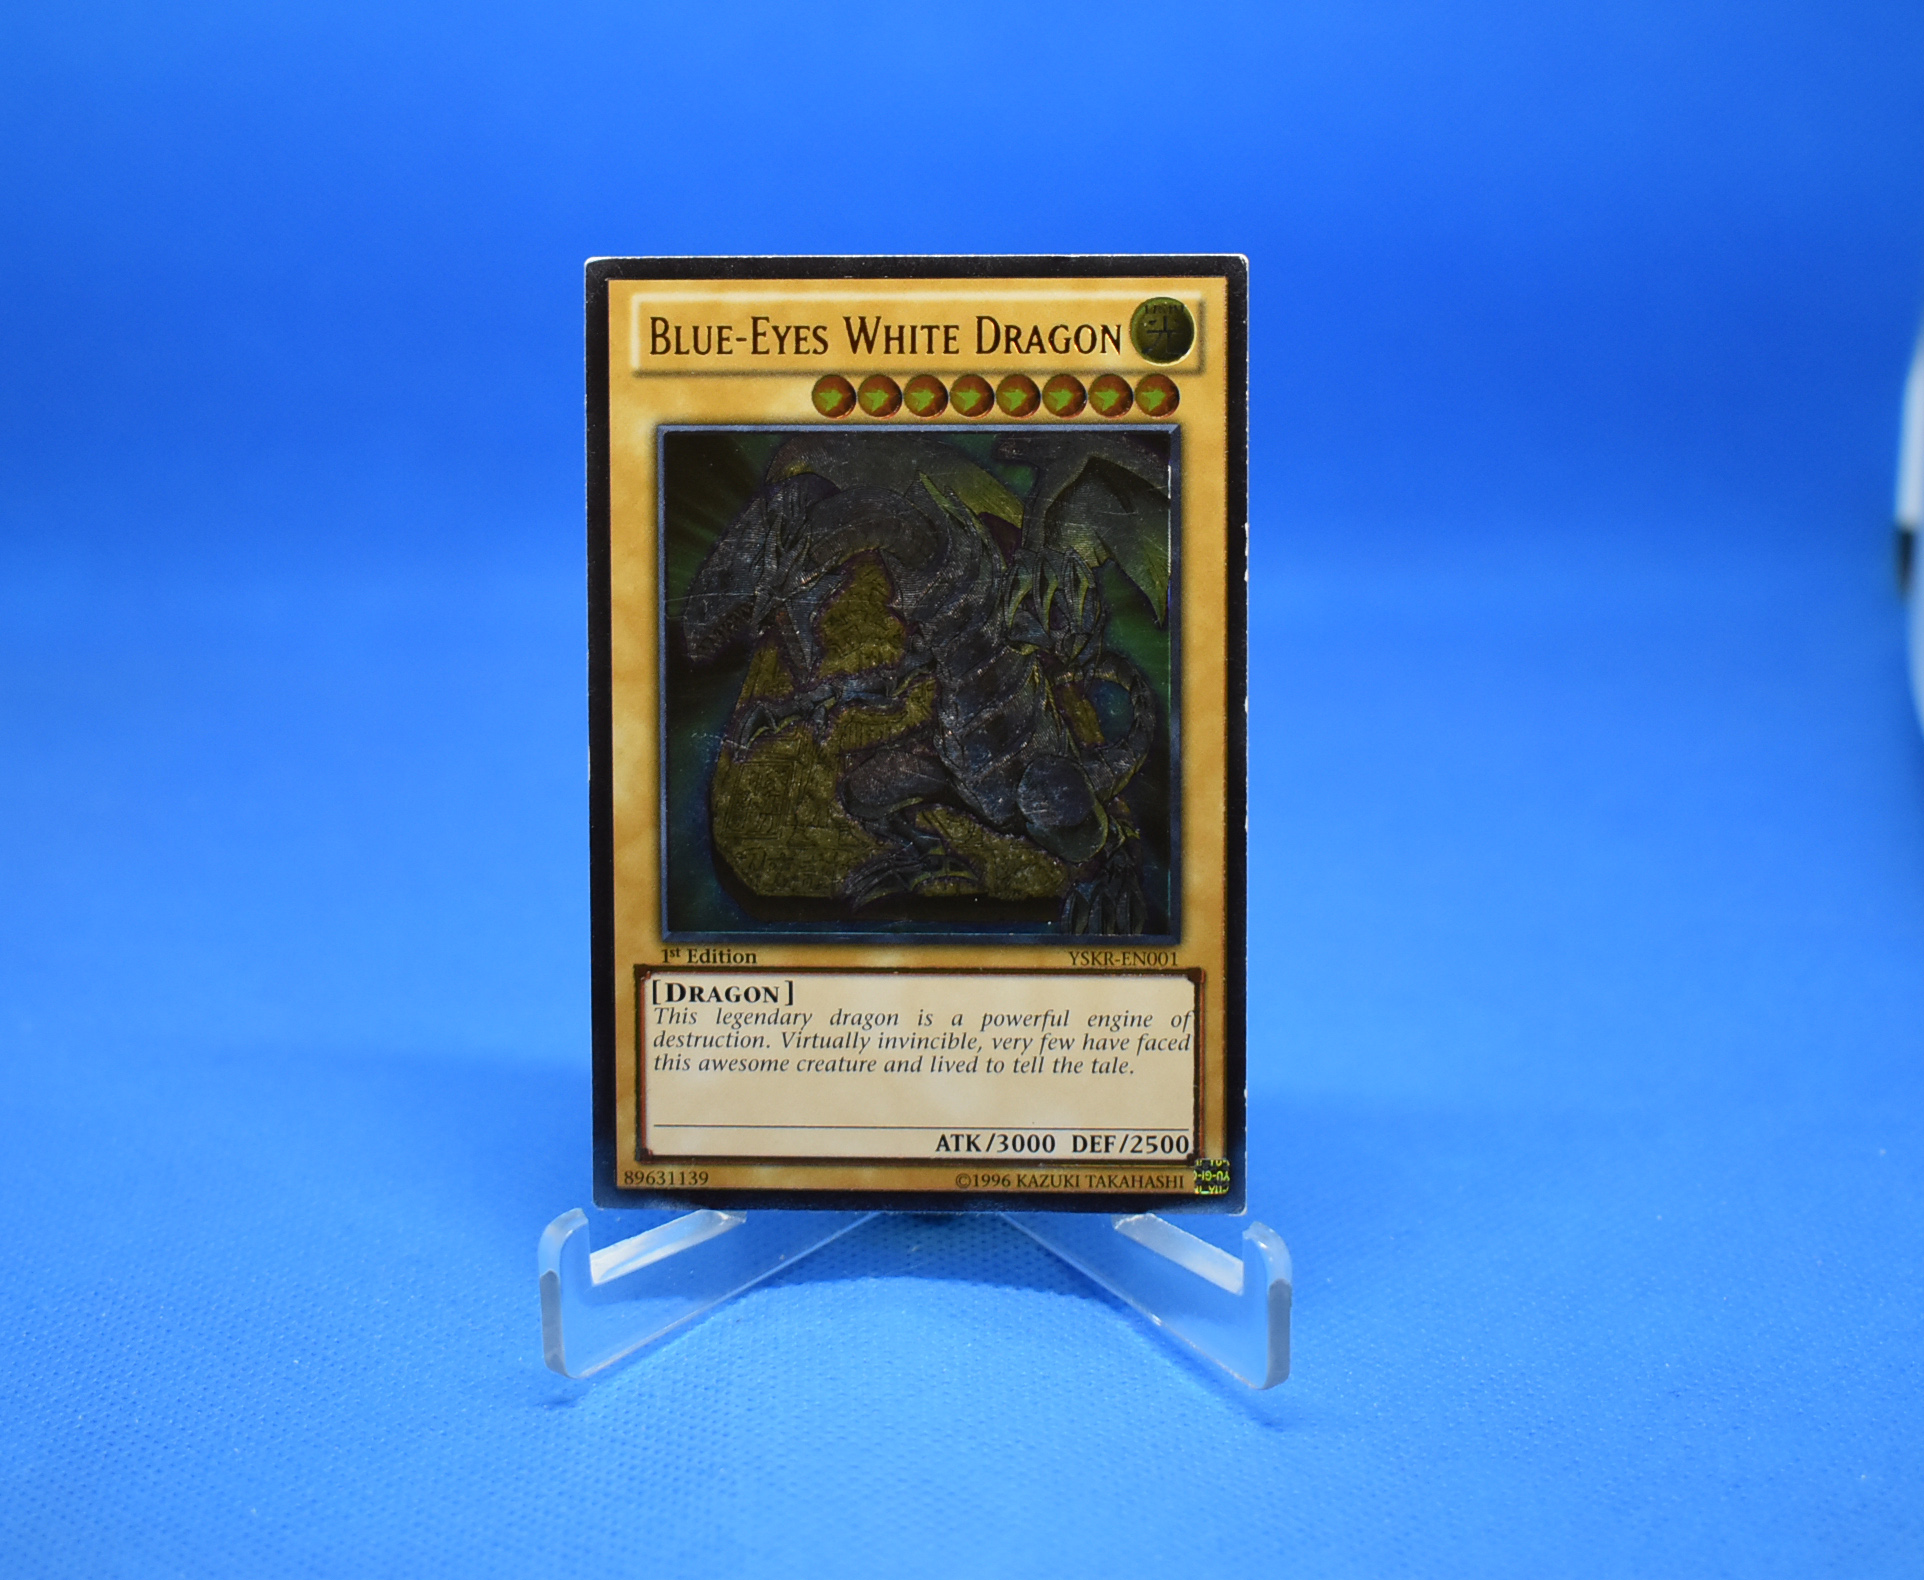 BLUE-EYES WHITE DRAGON
光
1st Edition
YSKR-EN001
[DRAGON]
This legendary dragon is a powerful engine of
destruction. Virtually invincible, very few have faced
this awesome creature and lived to tell the tale.
ATK/3000 DEF/2500
89631139
©1996 KAZUKI TAKAHASHI